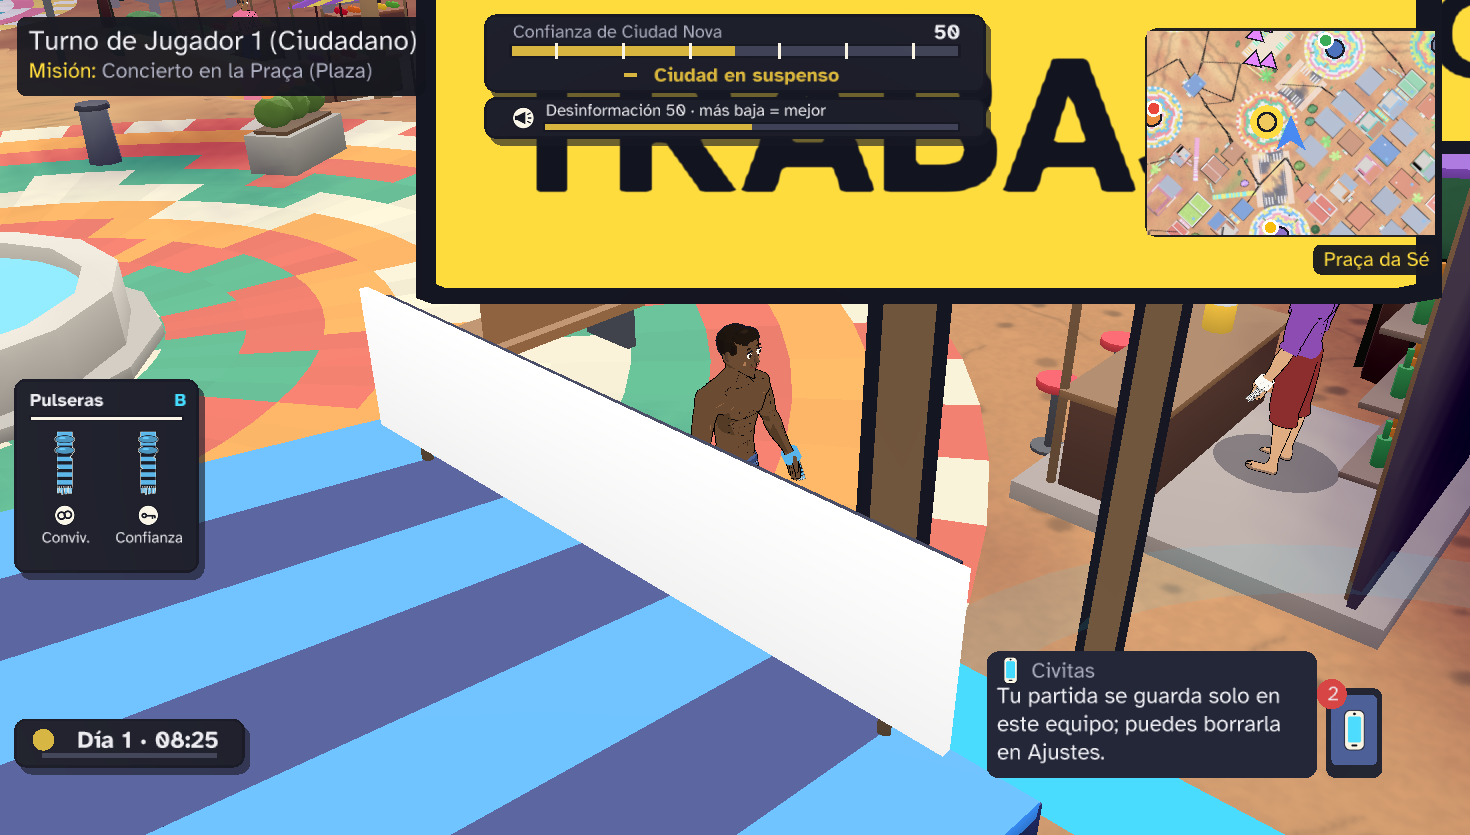 Turno de Jugador 1 (Ciudadano)
Misión: Concierto en la Praça (Plaza)
Confianza de Ciudad Nova 50
Ciudad en suspenso
Desinformación 50 · más baja = mejor
Praça da Sé
Pulseras B
Conviv. Confianza
Día 1 · 08:25
Civitas
Tu partida se guarda solo en
este equipo; puedes borrarla
en Ajustes.
2